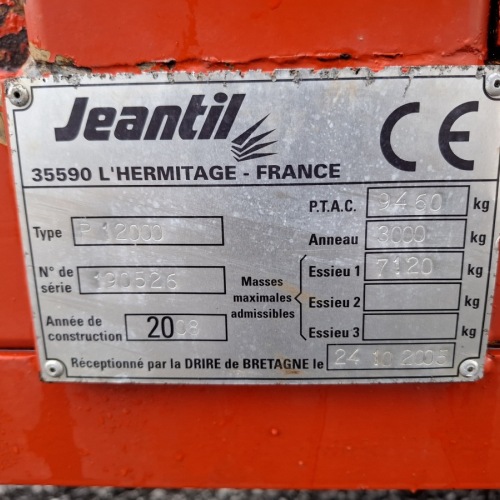 Jeantil
CE
35590 L'HERMITAGE - FRANCE
P.T.A.C. 9460 kg
Type P 12000
Anneau 3000 kg
N° de série 190526
Masses maximales admissibles
Essieu 1 7120 kg
Essieu 2 kg
Essieu 3 kg
Année de construction 2008
Réceptionné par la DRIRE de BRETAGNE le 24 10 2005